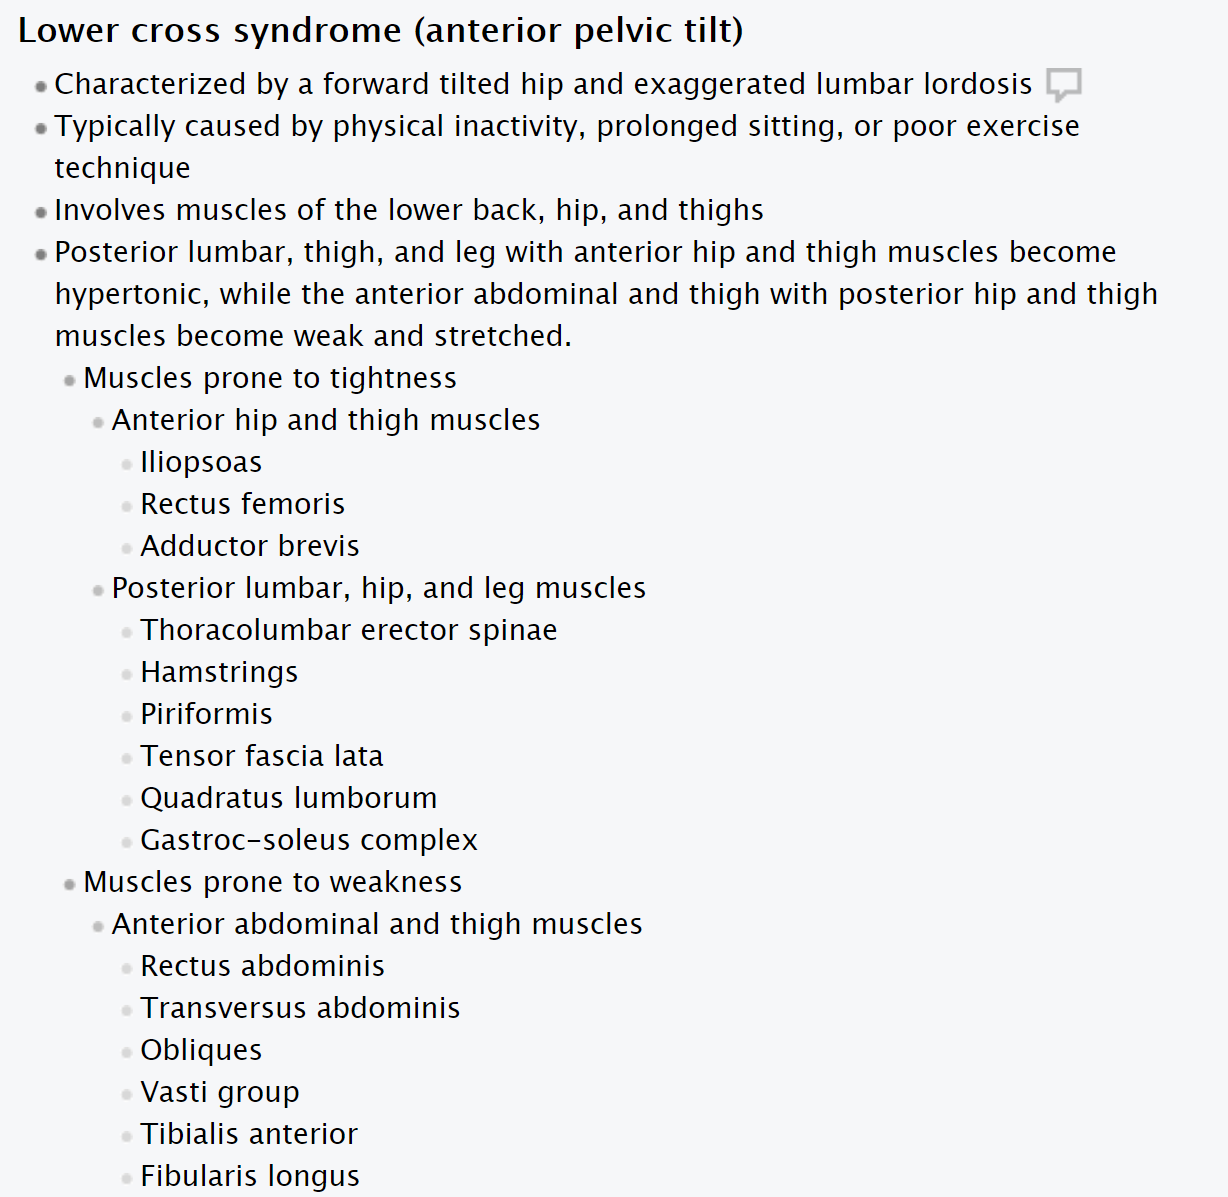 Lower cross syndrome (anterior pelvic tilt)
Characterized by a forward tilted hip and exaggerated lumbar lordosis
Typically caused by physical inactivity, prolonged sitting, or poor exercise
technique
Involves muscles of the lower back, hip, and thighs
Posterior lumbar, thigh, and leg with anterior hip and thigh muscles become
hypertonic, while the anterior abdominal and thigh with posterior hip and thigh
muscles become weak and stretched.
Muscles prone to tightness
Anterior hip and thigh muscles
Iliopsoas
Rectus femoris
Adductor brevis
Posterior lumbar, hip, and leg muscles
Thoracolumbar erector spinae
Hamstrings
Piriformis
Tensor fascia lata
Quadratus lumborum
Gastroc-soleus complex
Muscles prone to weakness
Anterior abdominal and thigh muscles
Rectus abdominis
Transversus abdominis
Obliques
Vasti group
Tibialis anterior
Fibularis longus